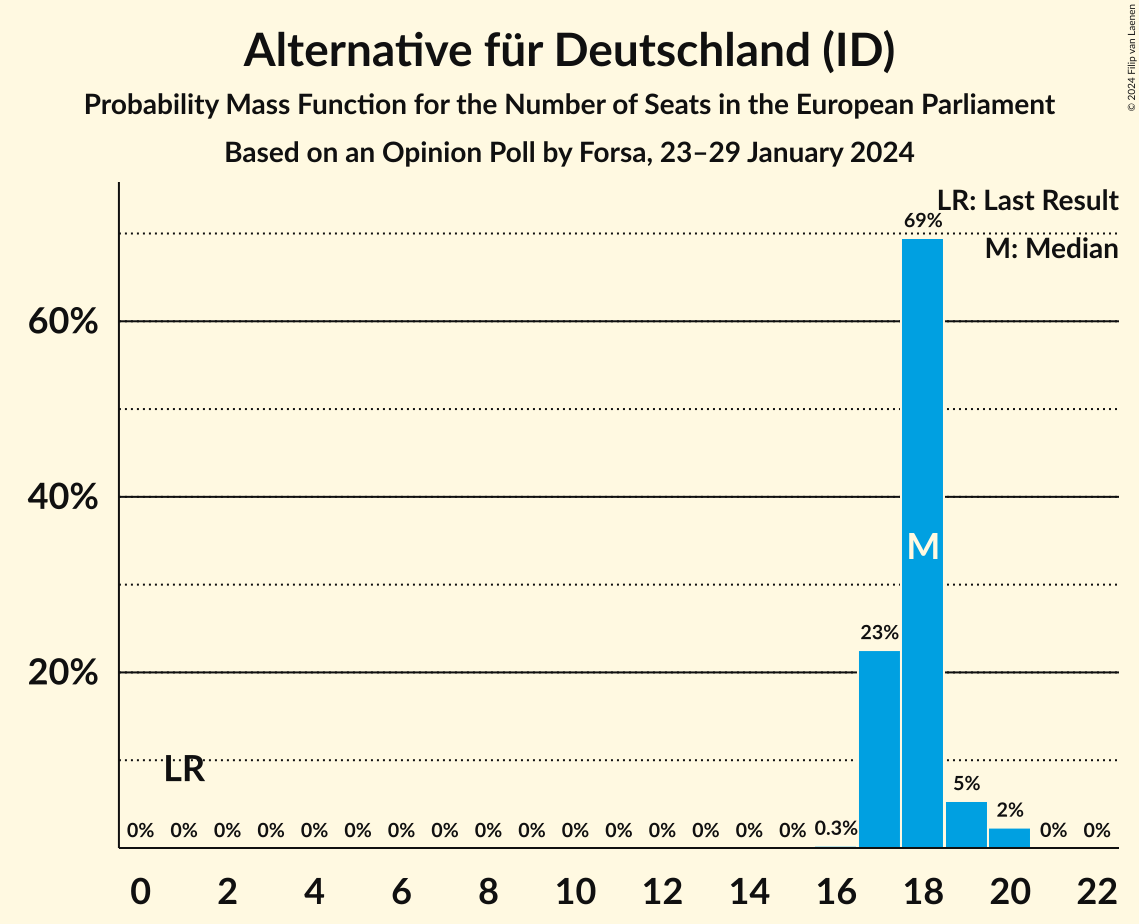 Alternative für Deutschland (ID)
Probability Mass Function for the Number of Seats in the European Parliament
Based on an Opinion Poll by Forsa, 23–29 January 2024
© 2024 Filip van Laenen
LR: Last Result
M: Median
69%
60%
40%
M
23%
20%
LR
5%
2%
0% 0% 0% 0% 0% 0% 0% 0% 0% 0% 0% 0% 0% 0% 0% 0% 0.3% 0% 0%
0 2 4 6 8 10 12 14 16 18 20 22